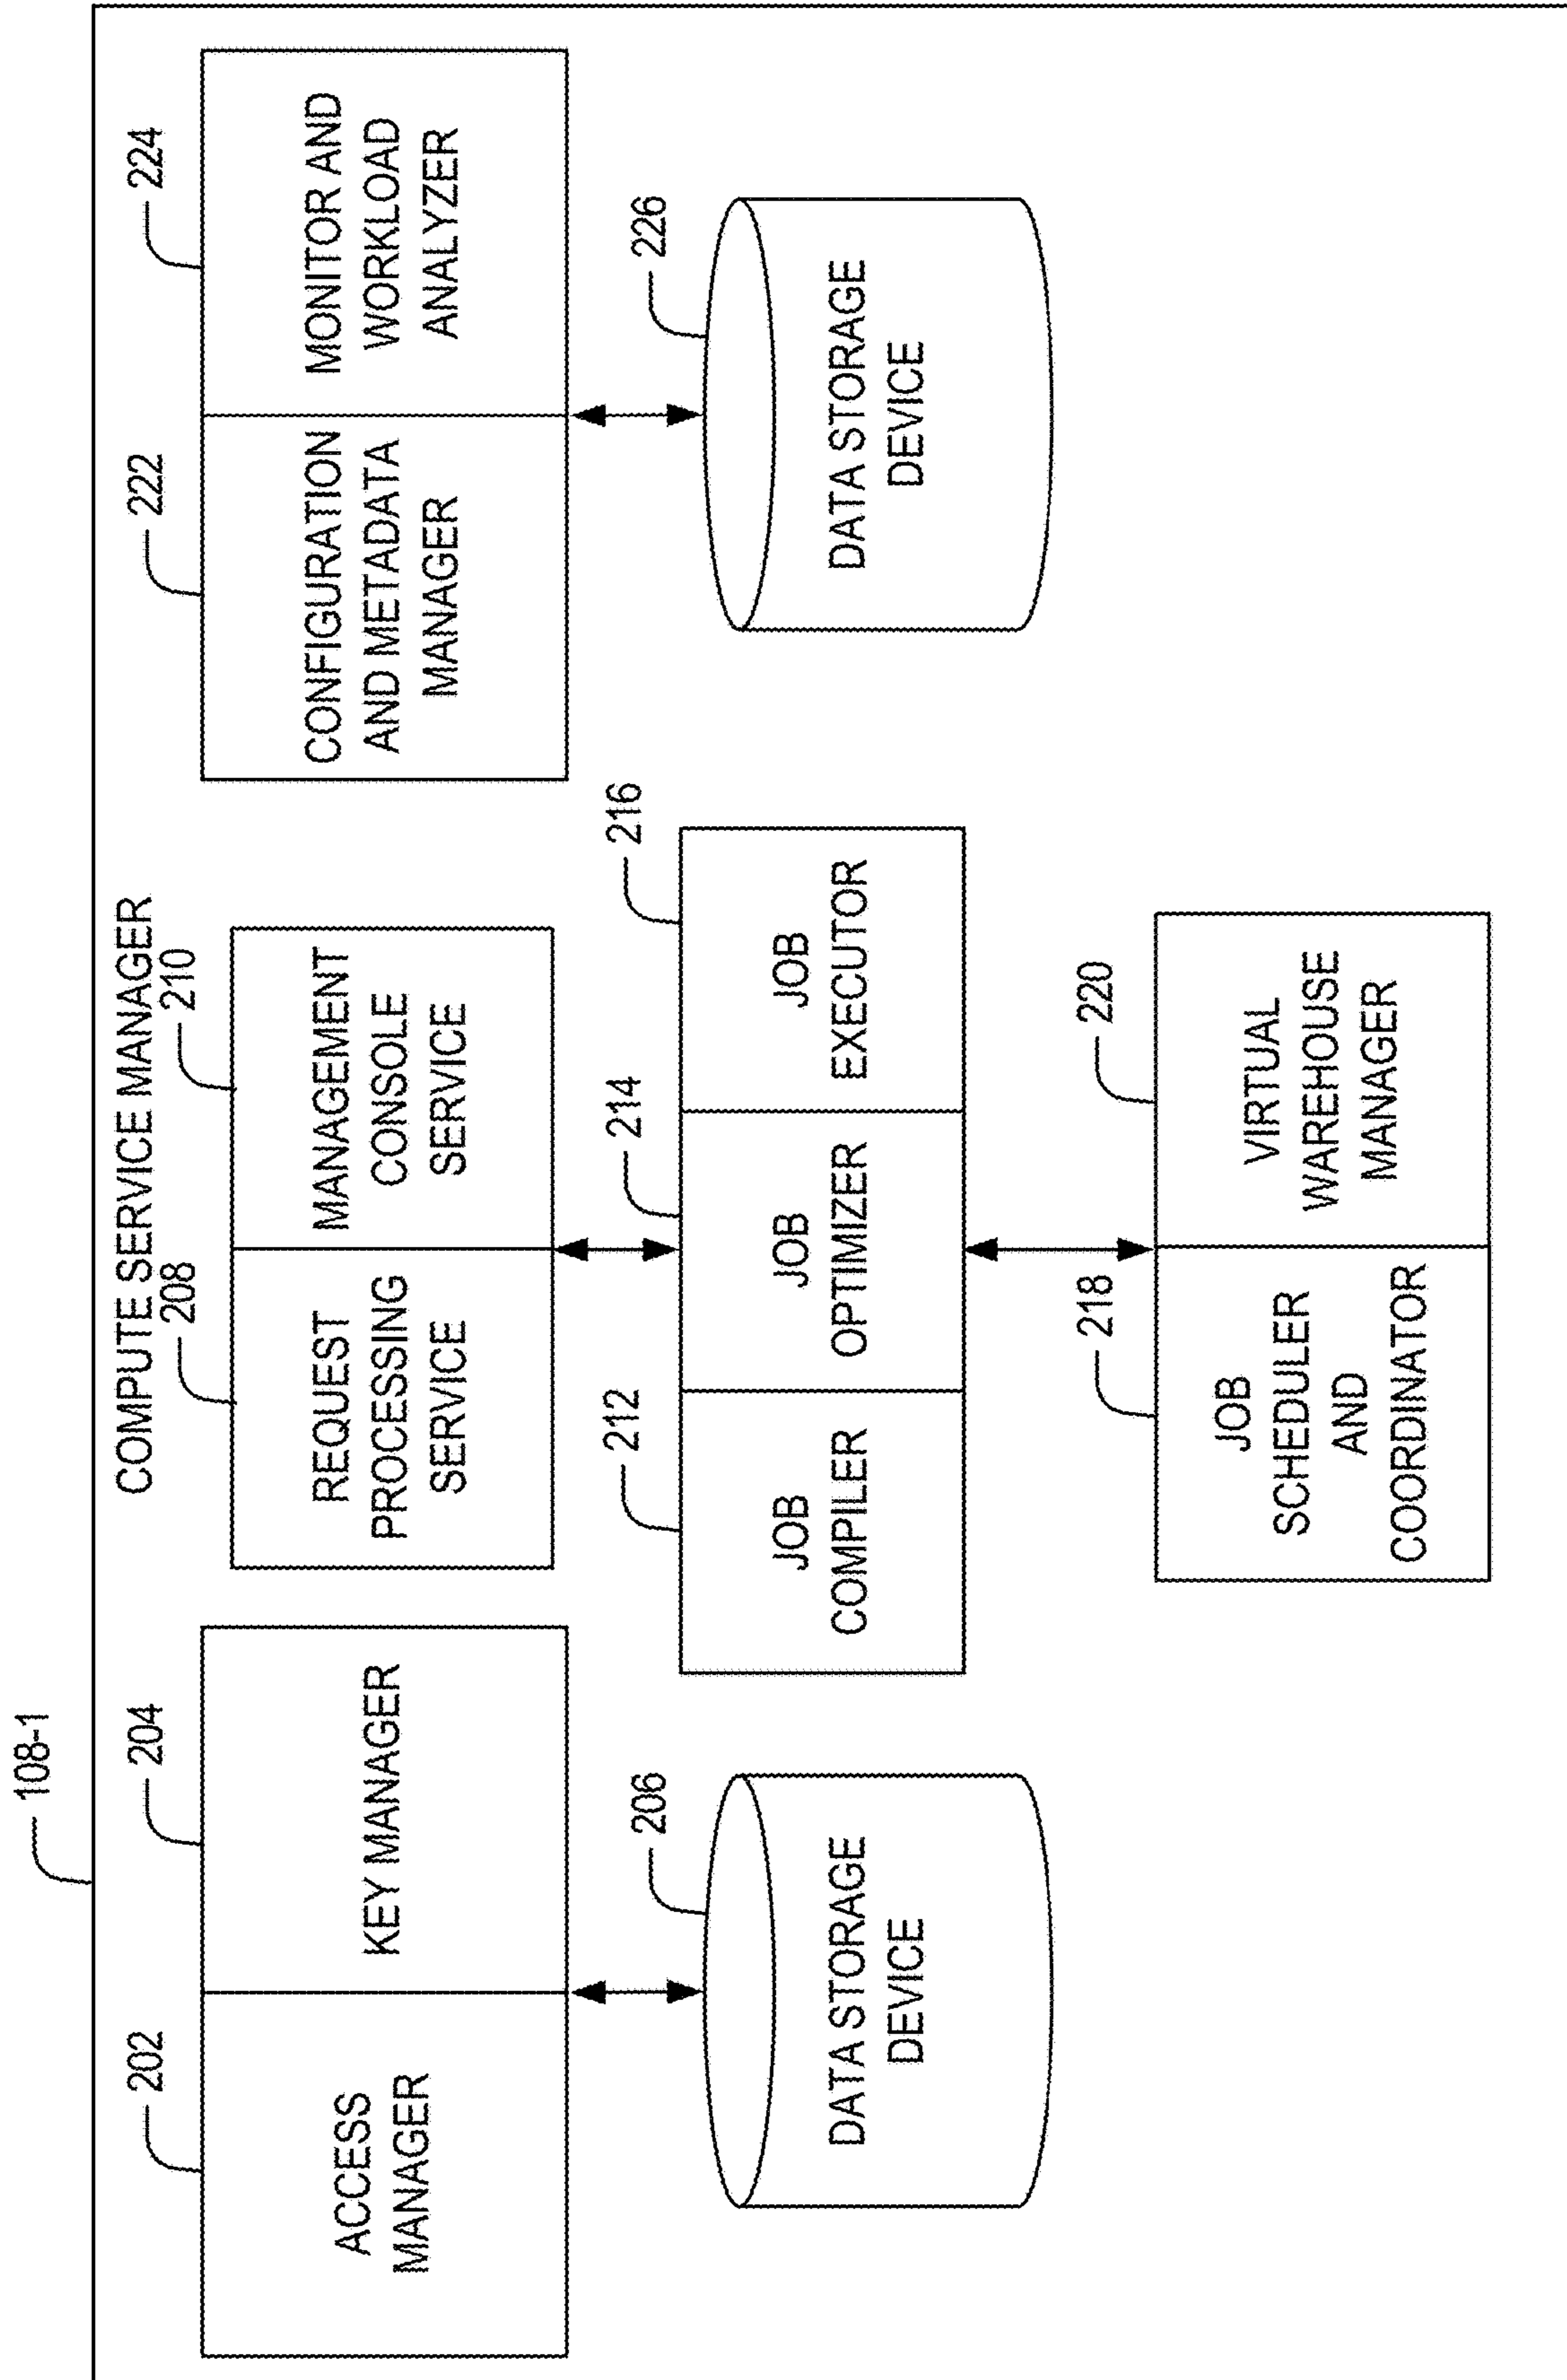 108-1
COMPUTE SERVICE MANAGER
202
204
ACCESS
MANAGER
KEY MANAGER
206
DATA STORAGE
DEVICE
208
210
REQUEST
PROCESSING
SERVICE
MANAGEMENT
CONSOLE
SERVICE
212
214
216
JOB
COMPILER
JOB
OPTIMIZER
JOB
EXECUTOR
218
220
JOB
SCHEDULER
AND
COORDINATOR
VIRTUAL
WAREHOUSE
MANAGER
222
224
CONFIGURATION
AND METADATA
MANAGER
MONITOR AND
WORKLOAD
ANALYZER
226
DATA STORAGE
DEVICE